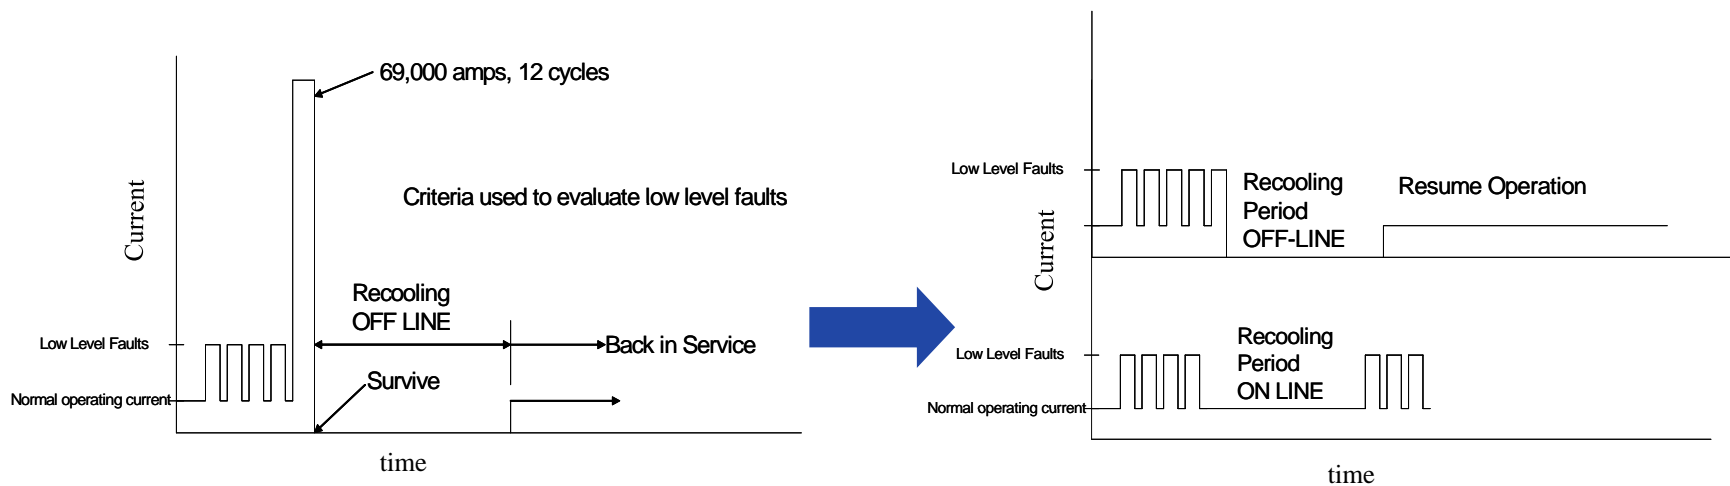 69,000 amps, 12 cycles
Current
Criteria used to evaluate low level faults
Recooling
OFF LINE
Low Level Faults
Back in Service
Survive
Normal operating current
time
Low Level Faults
Recooling
Period
OFF-LINE
Resume Operation
Current
Low Level Faults
Recooling
Period
ON LINE
Normal operating current
time